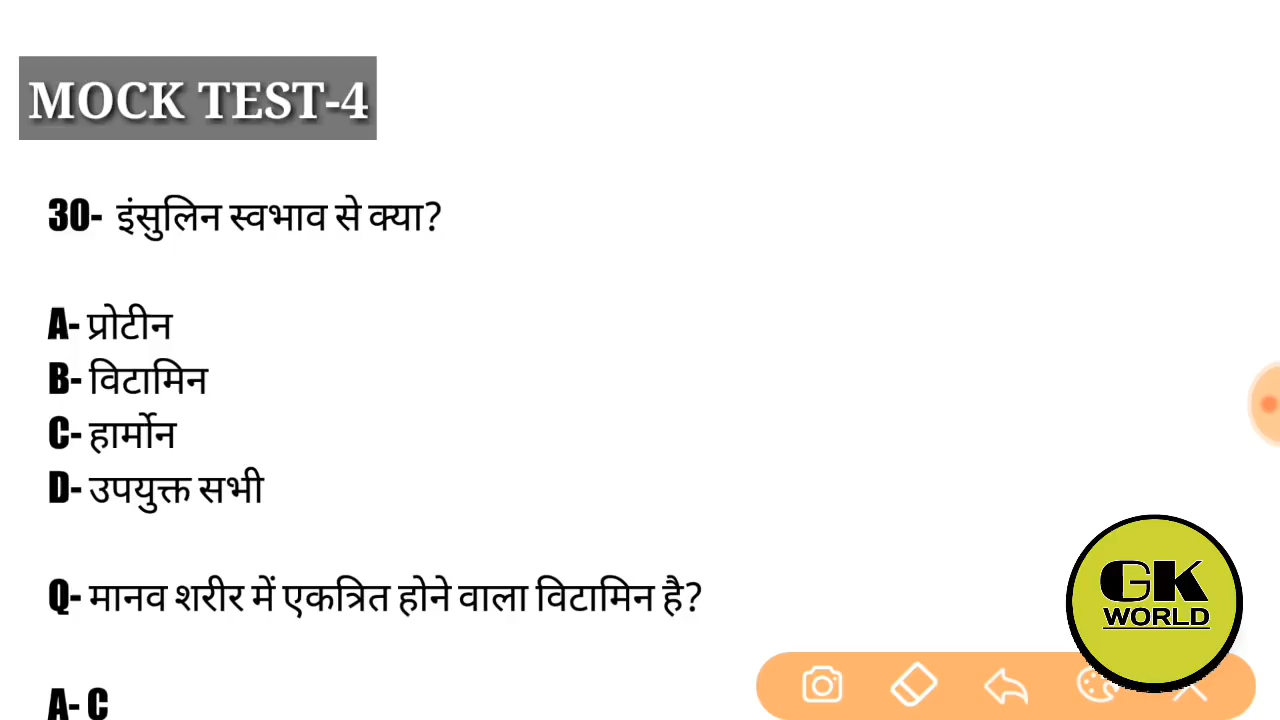 MOCK TEST-4
30- इंसुलिन स्वभाव से क्या?
A- प्रोटीन
B- विटामिन
C- हार्मोन
D- उपयुक्त सभी
Q- मानव शरीर में एकत्रित होने वाला विटामिन है?
A- C
GK
WORLD